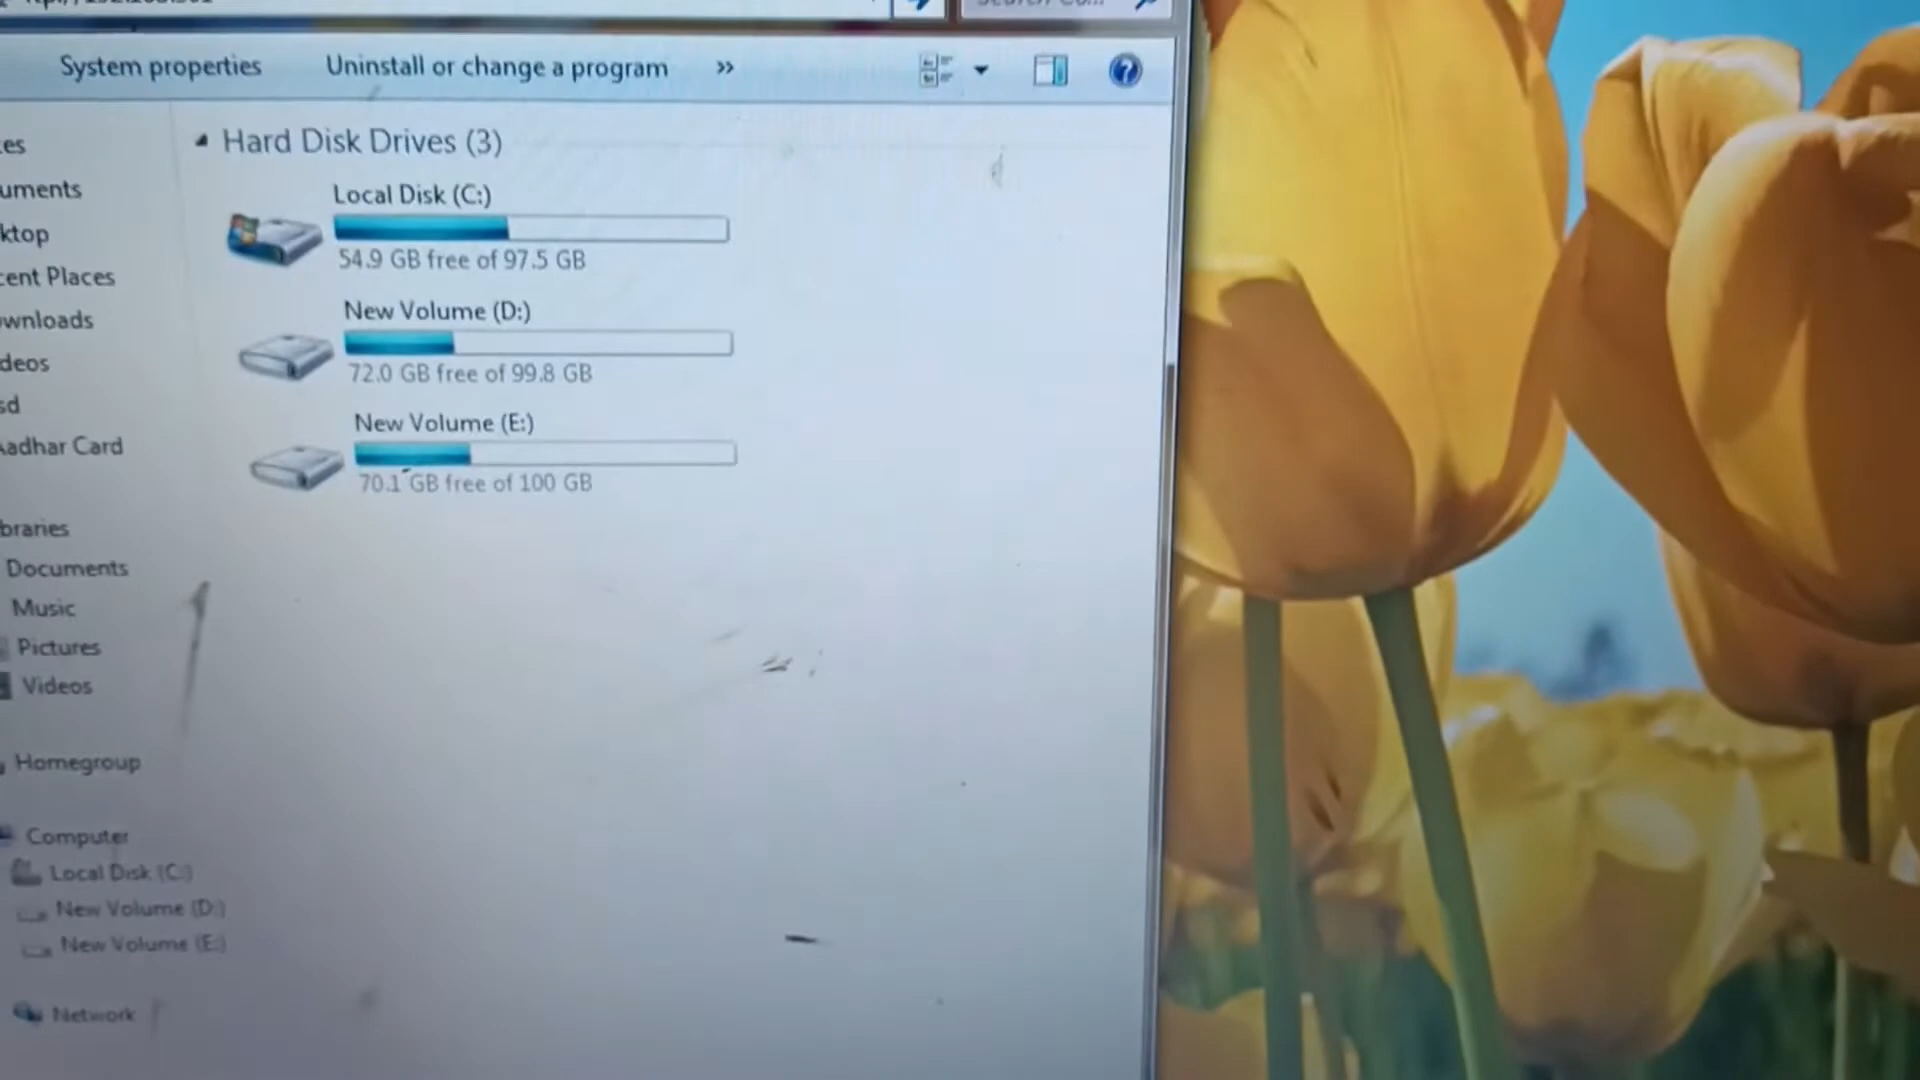 System properties Uninstall or change a program »
Hard Disk Drives (3)
Local Disk (C:)
54.9 GB free of 97.5 GB
New Volume (D:)
72.0 GB free of 99.8 GB
New Volume (E:)
70.1 GB free of 100 GB
es
uments
ktop
cent Places
wnloads
deos
sd
Aadhar Card
braries
Documents
Music
Pictures
Videos
Homegroup
Computer
Local Disk (C:)
New Volume (D:)
New Volume (E:)
Network